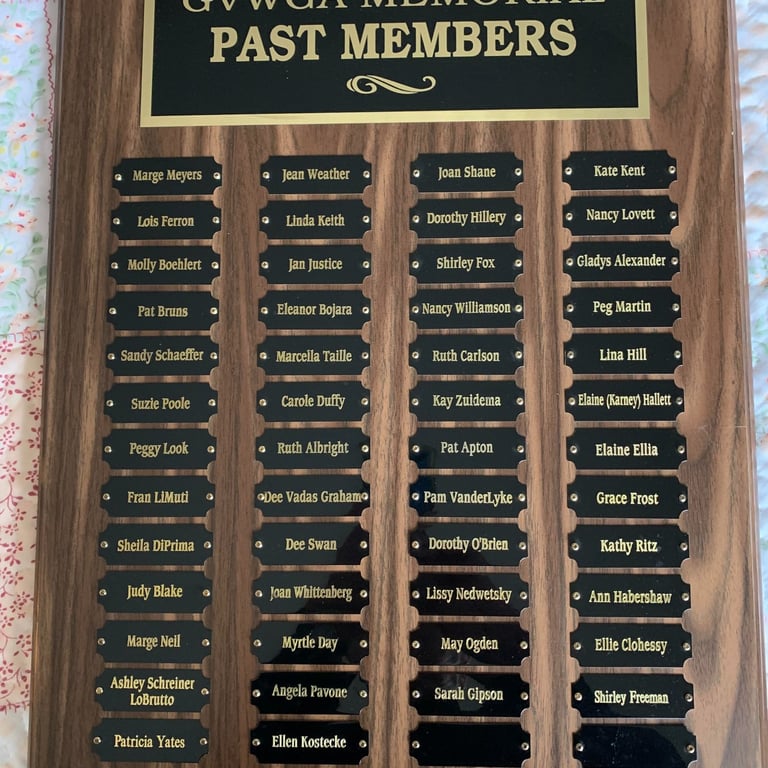 GVWGA MEMORIAL
PAST MEMBERS
Marge Meyers
Lois Ferron
Molly Boehlert
Pat Bruns
Sandy Schaeffer
Suzie Poole
Peggy Look
Fran LiMuti
Sheila DiPrima
Judy Blake
Marge Neil
Ashley Schreiner
LoBrutto
Patricia Yates
Jean Weather
Linda Keith
Jan Justice
Eleanor Bojara
Marcella Taille
Carole Duffy
Ruth Albright
Dee Vadas Graham
Dee Swan
Joan Whittenberg
Myrtle Day
Angela Pavone
Ellen Kostecke
Joan Shane
Dorothy Hillery
Shirley Fox
Nancy Williamson
Ruth Carlson
Kay Zuidema
Pat Apton
Pam VanderLyke
Dorothy O'Brien
Lissy Nedwetsky
May Ogden
Sarah Gipson
Kate Kent
Nancy Lovett
Gladys Alexander
Peg Martin
Lina Hill
Elaine (Karney) Hallett
Elaine Ellia
Grace Frost
Kathy Ritz
Ann Habershaw
Ellie Clohessy
Shirley Freeman